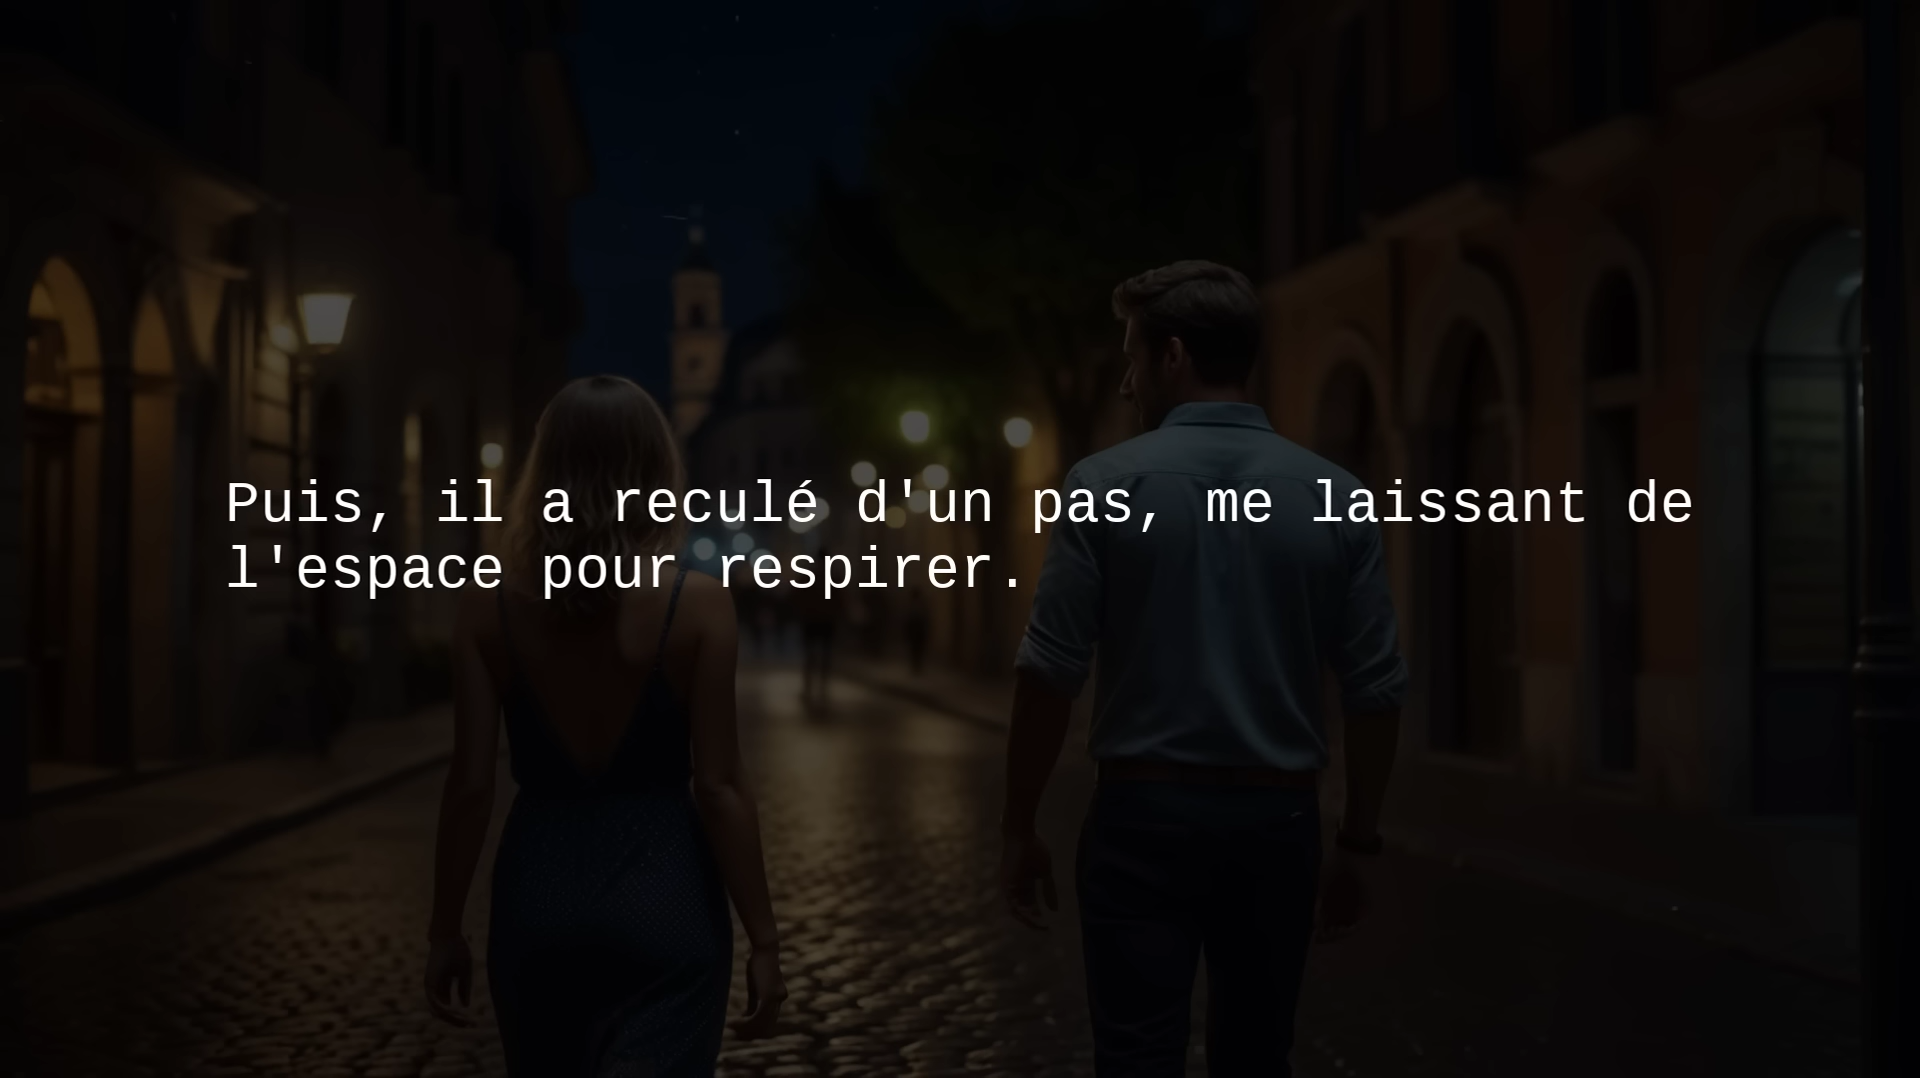 Puis, il a reculé d'un pas, me laissant de
l'espace pour respirer.